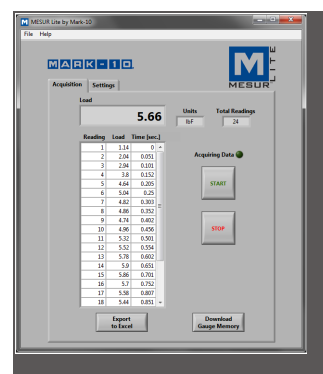 MESUR Lite by Mark-10
File Help
MARK-10
M
MESUR
LITE
Acquisition Settings
Load
5.66
Units
lbF
Total Readings
24
Reading Load Time (sec.)
1 1.14 0
2 2.04 0.051
3 2.94 0.101
4 3.8 0.152
5 4.64 0.205
6 5.04 0.25
7 4.82 0.303
8 4.86 0.352
9 4.74 0.402
10 4.96 0.456
11 5.32 0.501
12 5.52 0.554
13 5.78 0.602
14 5.9 0.651
15 5.86 0.701
16 5.7 0.752
17 5.58 0.807
18 5.44 0.851
Acquiring Data
START
STOP
Export
to Excel
Download
Gauge Memory